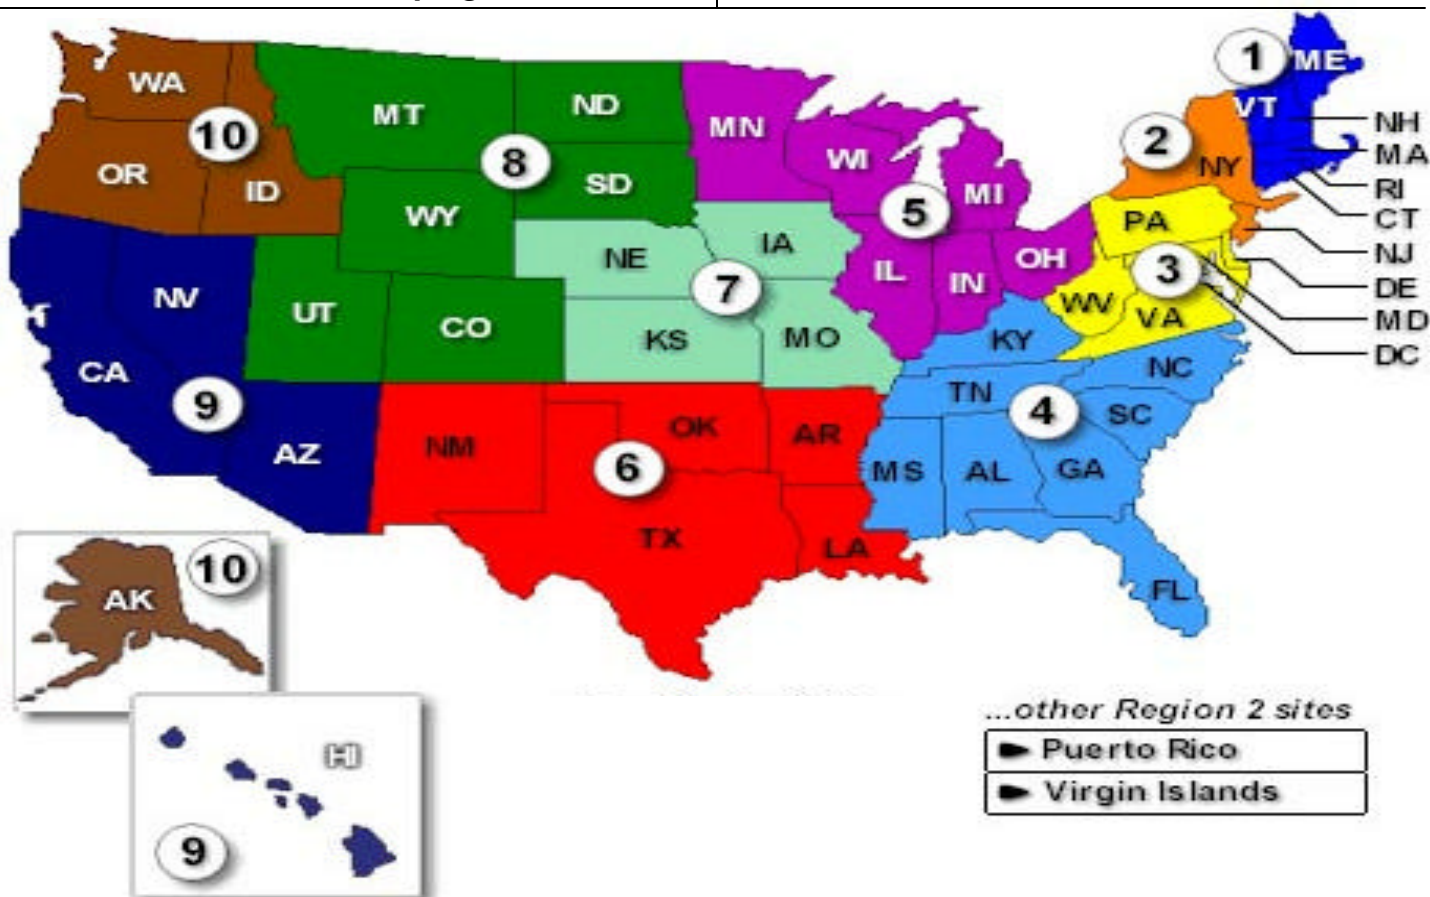 1
ME
WA
MT
ND
MN
VT
NH
10
2
MA
OR
ID
8
SD
WI
MI
NY
RI
WY
5
PA
CT
NE
IA
IL
IN
OH
3
NJ
NV
UT
CO
7
WV
VA
DE
KS
MO
KY
MD
CA
NC
DC
9
TN
4
SC
NM
OK
AR
AZ
6
MS
AL
GA
TX
LA
10
AK
FL
HI
9
...other Region 2 sites
Puerto Rico
Virgin Islands